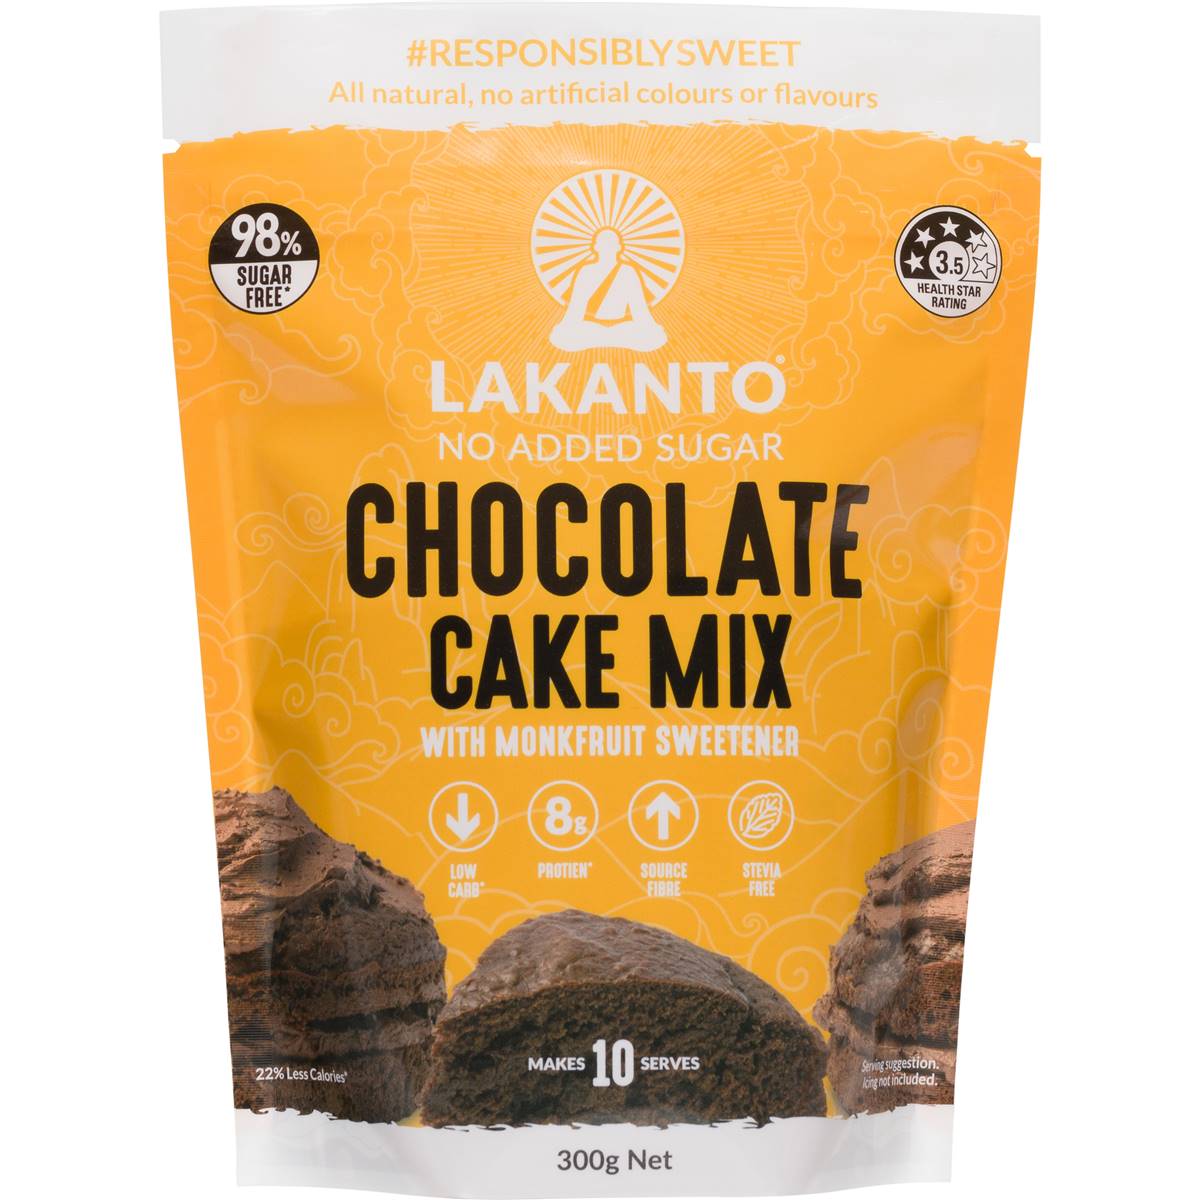 #RESPONSIBLYSWEET
All natural, no artificial colours or flavours
98%
SUGAR
FREE*
3.5
HEALTH STAR
RATING
LAKANTO®
NO ADDED SUGAR
CHOCOLATE
CAKE MIX
WITH MONKFRUIT SWEETENER
8g
LOW
CARB*
PROTIEN*
SOURCE
FIBRE
STEVIA
FREE
MAKES 10 SERVES
22% Less Calories*
Serving suggestion.
Icing not included.
300g Net